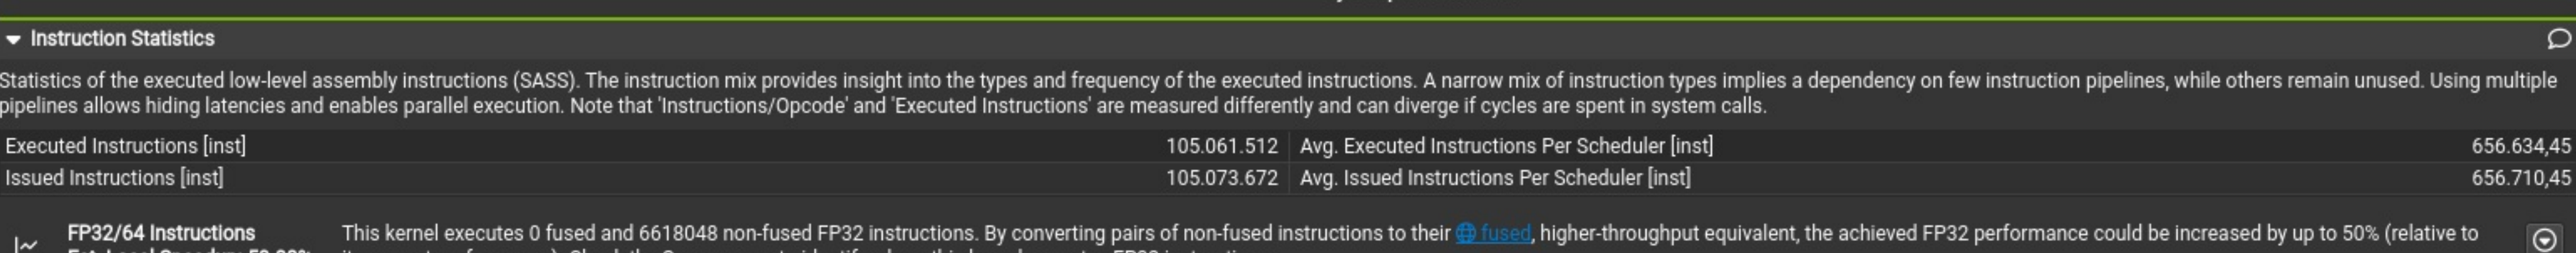 Instruction Statistics
Statistics of the executed low-level assembly instructions (SASS). The instruction mix provides insight into the types and frequency of the executed instructions. A narrow mix of instruction types implies a dependency on few instruction pipelines, while others remain unused. Using multiple
pipelines allows hiding latencies and enables parallel execution. Note that 'Instructions/Opcode' and 'Executed Instructions' are measured differently and can diverge if cycles are spent in system calls.
Executed Instructions [inst] 105.061.512 Avg. Executed Instructions Per Scheduler [inst] 656.634,45
Issued Instructions [inst] 105.073.672 Avg. Issued Instructions Per Scheduler [inst] 656.710,45
FP32/64 Instructions This kernel executes 0 fused and 6618048 non-fused FP32 instructions. By converting pairs of non-fused instructions to their fused, higher-throughput equivalent, the achieved FP32 performance could be increased by up to 50% (relative to